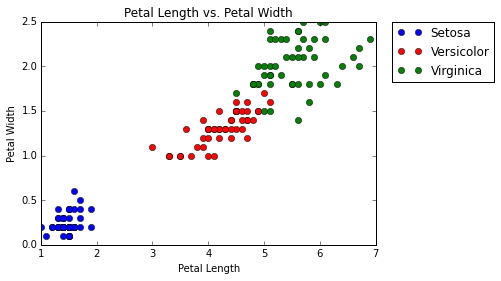 Petal Length vs. Petal Width
Setosa
Versicolor
Virginica
Petal Width
2.5
2.0
1.5
1.0
0.5
0.0
1 2 3 4 5 6 7
Petal Length